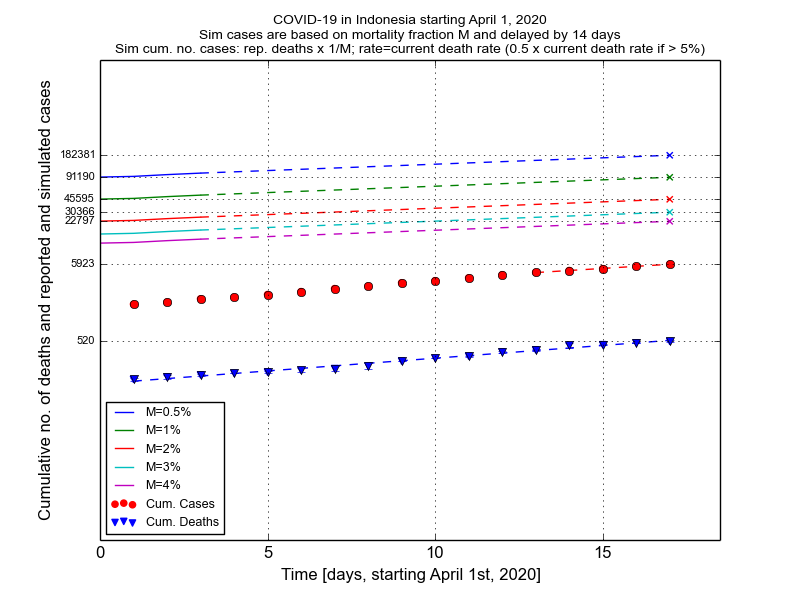 COVID-19 in Indonesia starting April 1, 2020
Sim cases are based on mortality fraction M and delayed by 14 days
Sim cum. no. cases: rep. deaths x 1/M; rate=current death rate (0.5 x current death rate if > 5%)
Cumulative no. of deaths and reported and simulated cases
182381
91190
45595
30366
22797
5923
520
M=0.5%
M=1%
M=2%
M=3%
M=4%
Cum. Cases
Cum. Deaths
0 5 10 15
Time [days, starting April 1st, 2020]